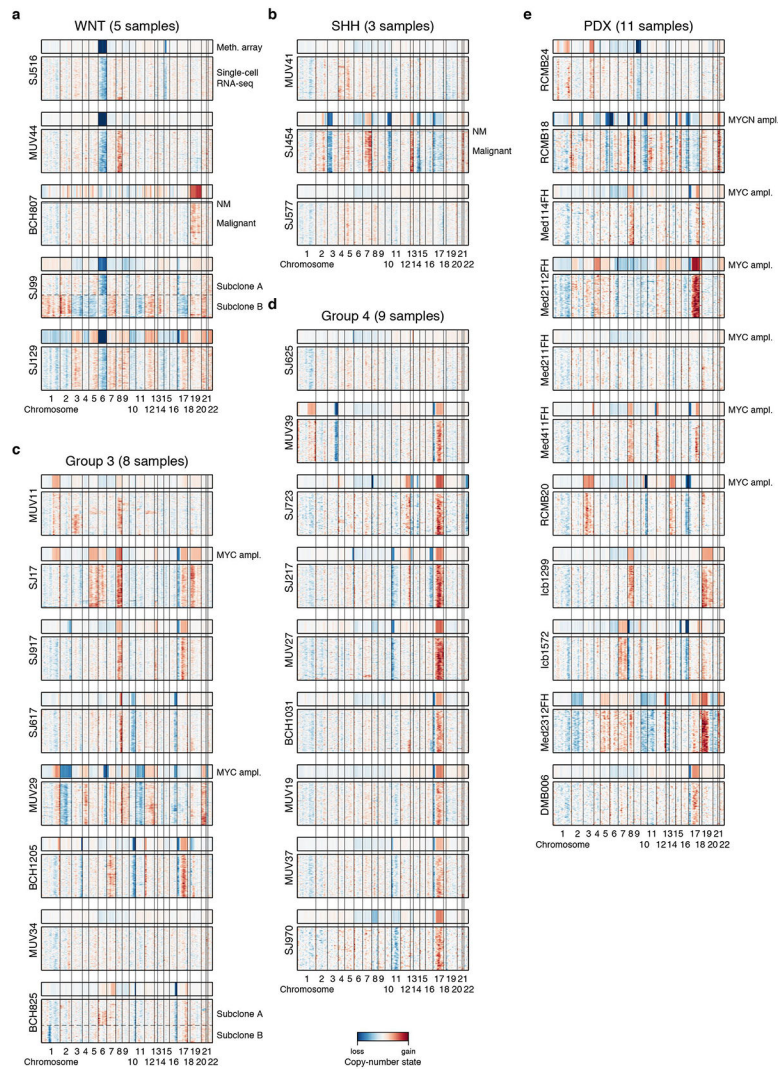 a
WNT (5 samples)
SJ516
Meth. array
Single-cell
RNA-seq
MUV44
BCH807
NM
Malignant
SJ99
Subclone A
Subclone B
SJ129
1 3 4 6 8 9 11 13 15 17 19 21
2 5 7 10 12 14 16 18 20 22
Chromosome
b
SHH (3 samples)
MUV41
SJ454
NM
Malignant
SJ577
1 2 3 4 5 6 7 8 9 11 12 13 15 16 17 19 21
Chromosome
10 14 18 20 22
c
Group 3 (8 samples)
MUV11
SJ17
MYC ampl.
SJ917
SJ617
MUV29
MYC ampl.
BCH1205
MUV34
BCH825
Subclone A
Subclone B
1 2 3 4 5 6 7 8 9 11 13 15 17 19 21
Chromosome
10 12 14 16 18 20 22
d
Group 4 (9 samples)
SJ625
MUV39
SJ723
SJ217
MUV27
BCH1031
MUV19
MUV37
SJ970
1 2 3 4 5 6 7 8 9 11 12 13 15 16 17 19 21
Chromosome
10 14 18 20 22
e
PDX (11 samples)
RCMB24
RCMB18
MYCN ampl.
Med114FH
MYC ampl.
Med2112FH
MYC ampl.
Med211FH
MYC ampl.
Med411FH
MYC ampl.
RCMB20
MYC ampl.
Icb1299
Icb1572
Med2312FH
DMB006
1 2 3 4 5 6 7 8 9 11 12 13 15 16 17 19 21
Chromosome
10 14 18 20 22
loss gain
Copy-number state